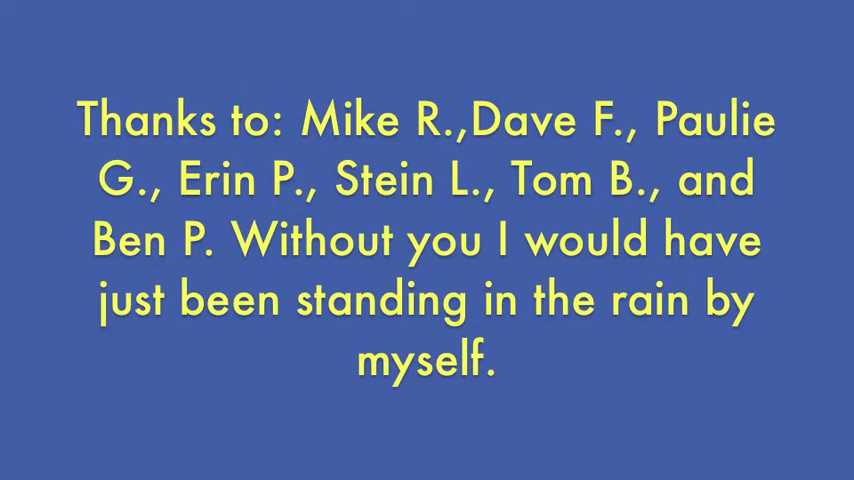 Thanks to: Mike R.,Dave F., Paulie
G., Erin P., Stein L., Tom B., and
Ben P. Without you I would have
just been standing in the rain by
myself.